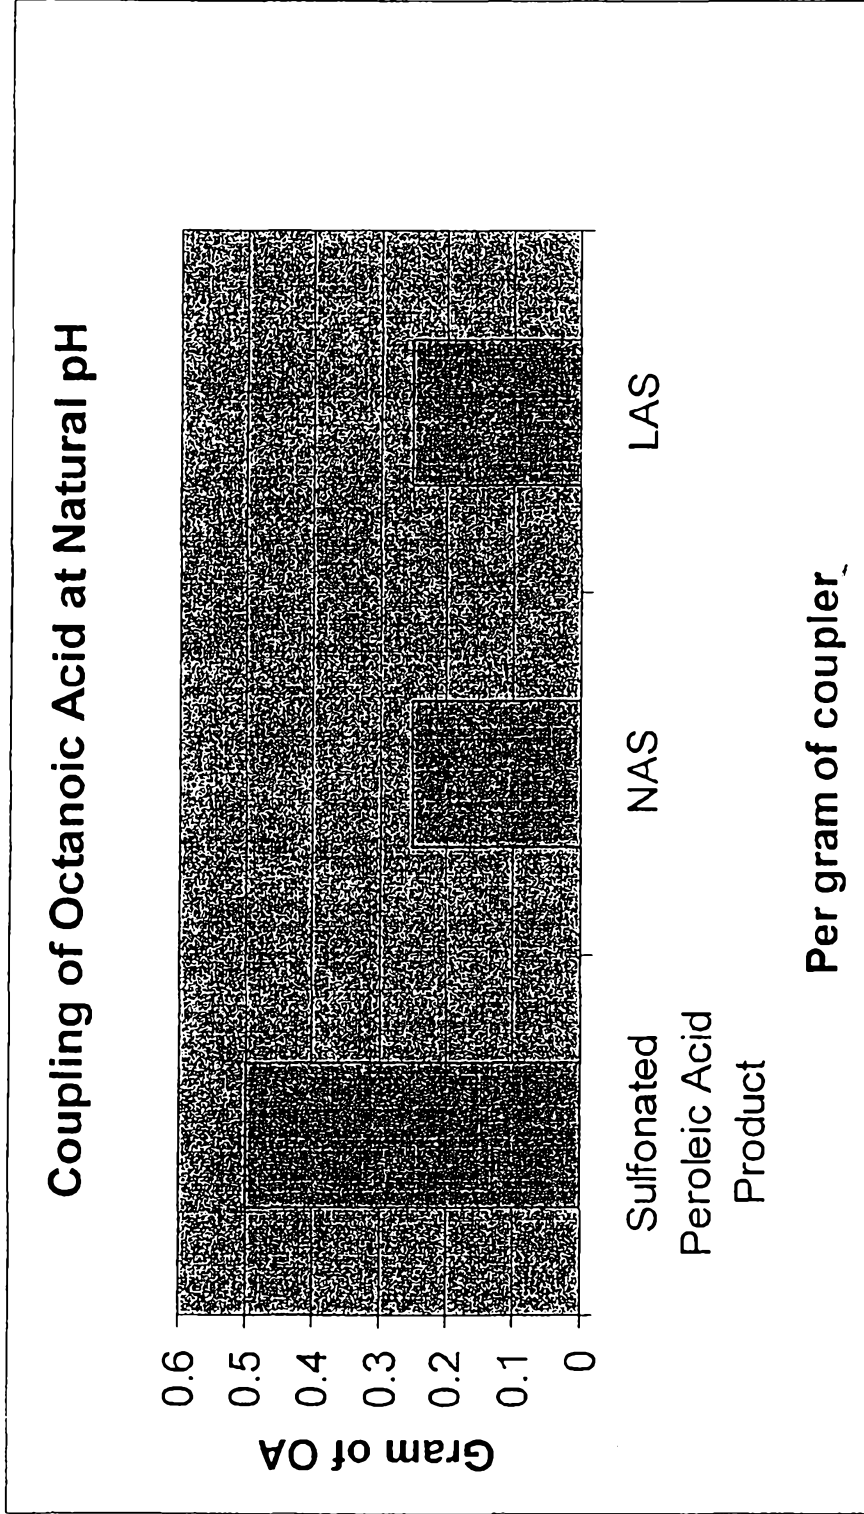 Coupling of Octanoic Acid at Natural pH
Gram of OA
0.6
0.5
0.4
0.3
0.2
0.1
0
Sulfonated
Peroleic Acid
Product
NAS
LAS
Per gram of coupler